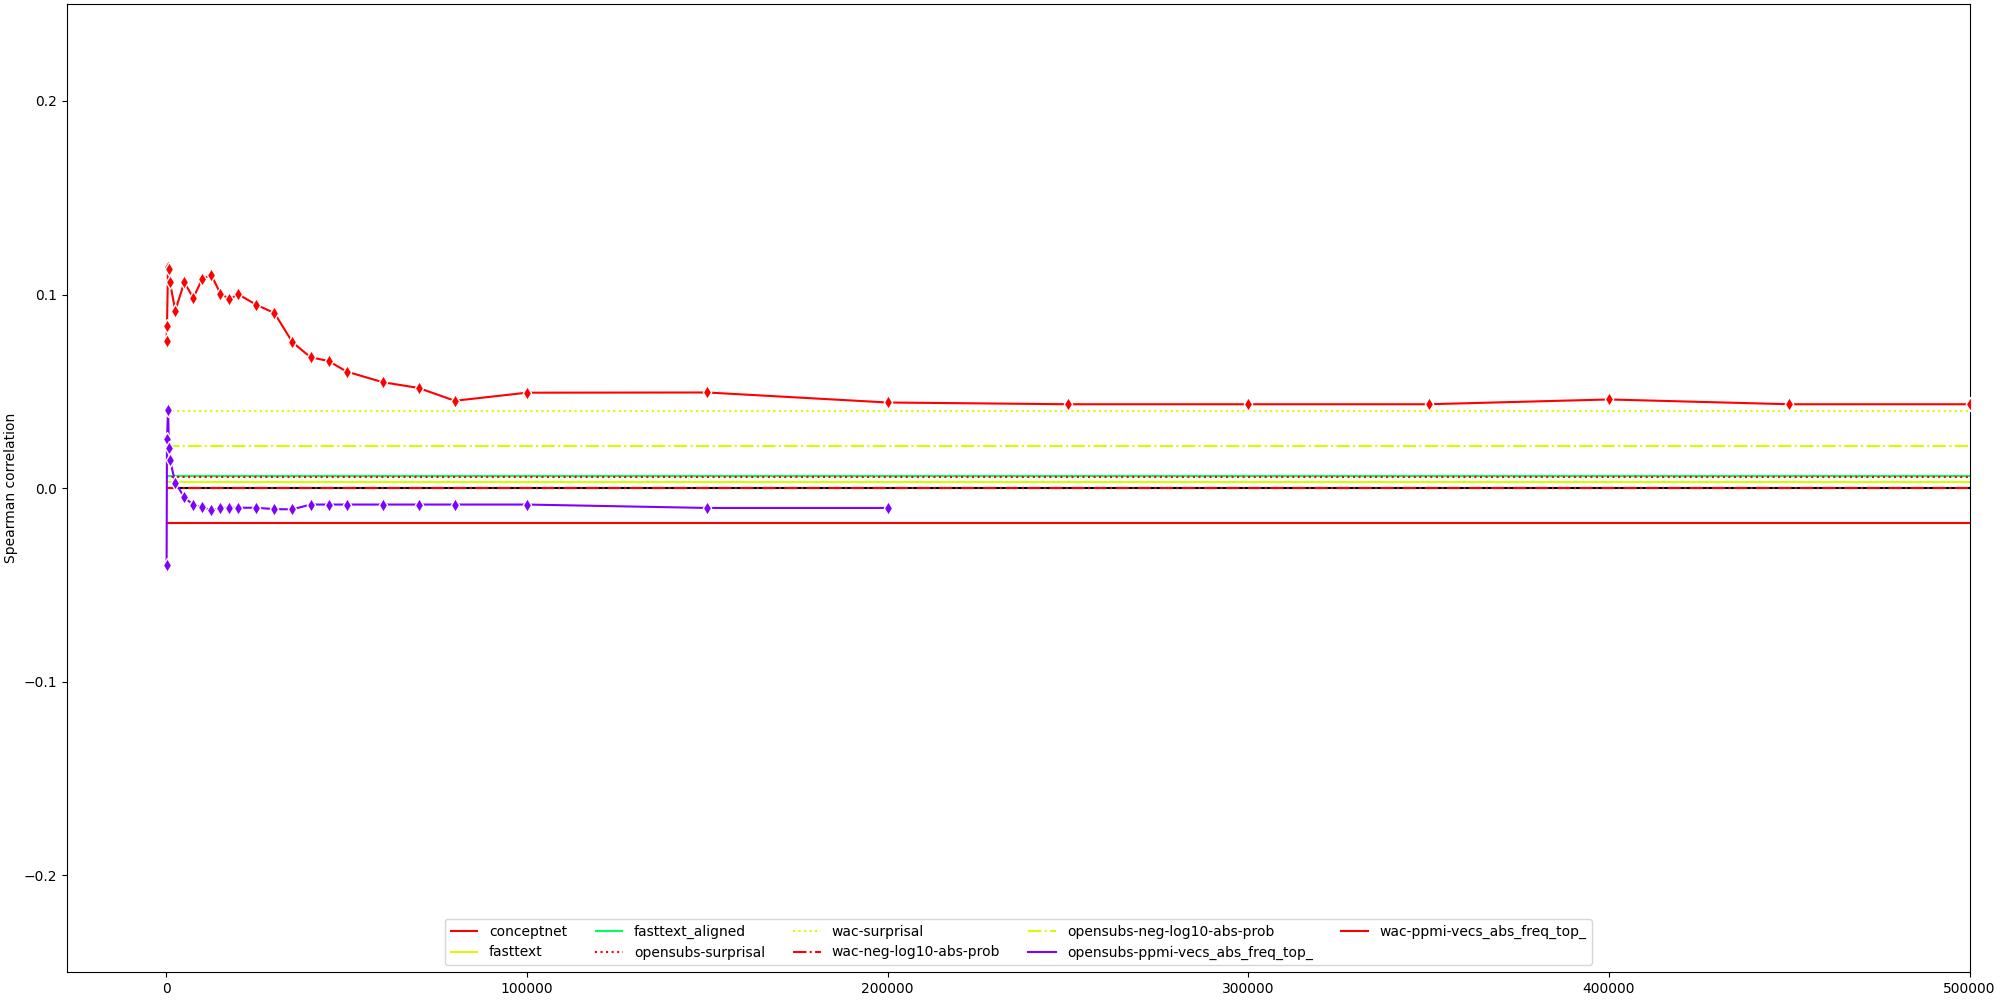 Spearman correlation
0.2
0.1
0.0
−0.1
−0.2
conceptnet
fasttext
fasttext_aligned
opensubs-surprisal
wac-surprisal
wac-neg-log10-abs-prob
opensubs-neg-log10-abs-prob
opensubs-ppmi-vecs_abs_freq_top_
wac-ppmi-vecs_abs_freq_top_
0
100000
200000
300000
400000
500000